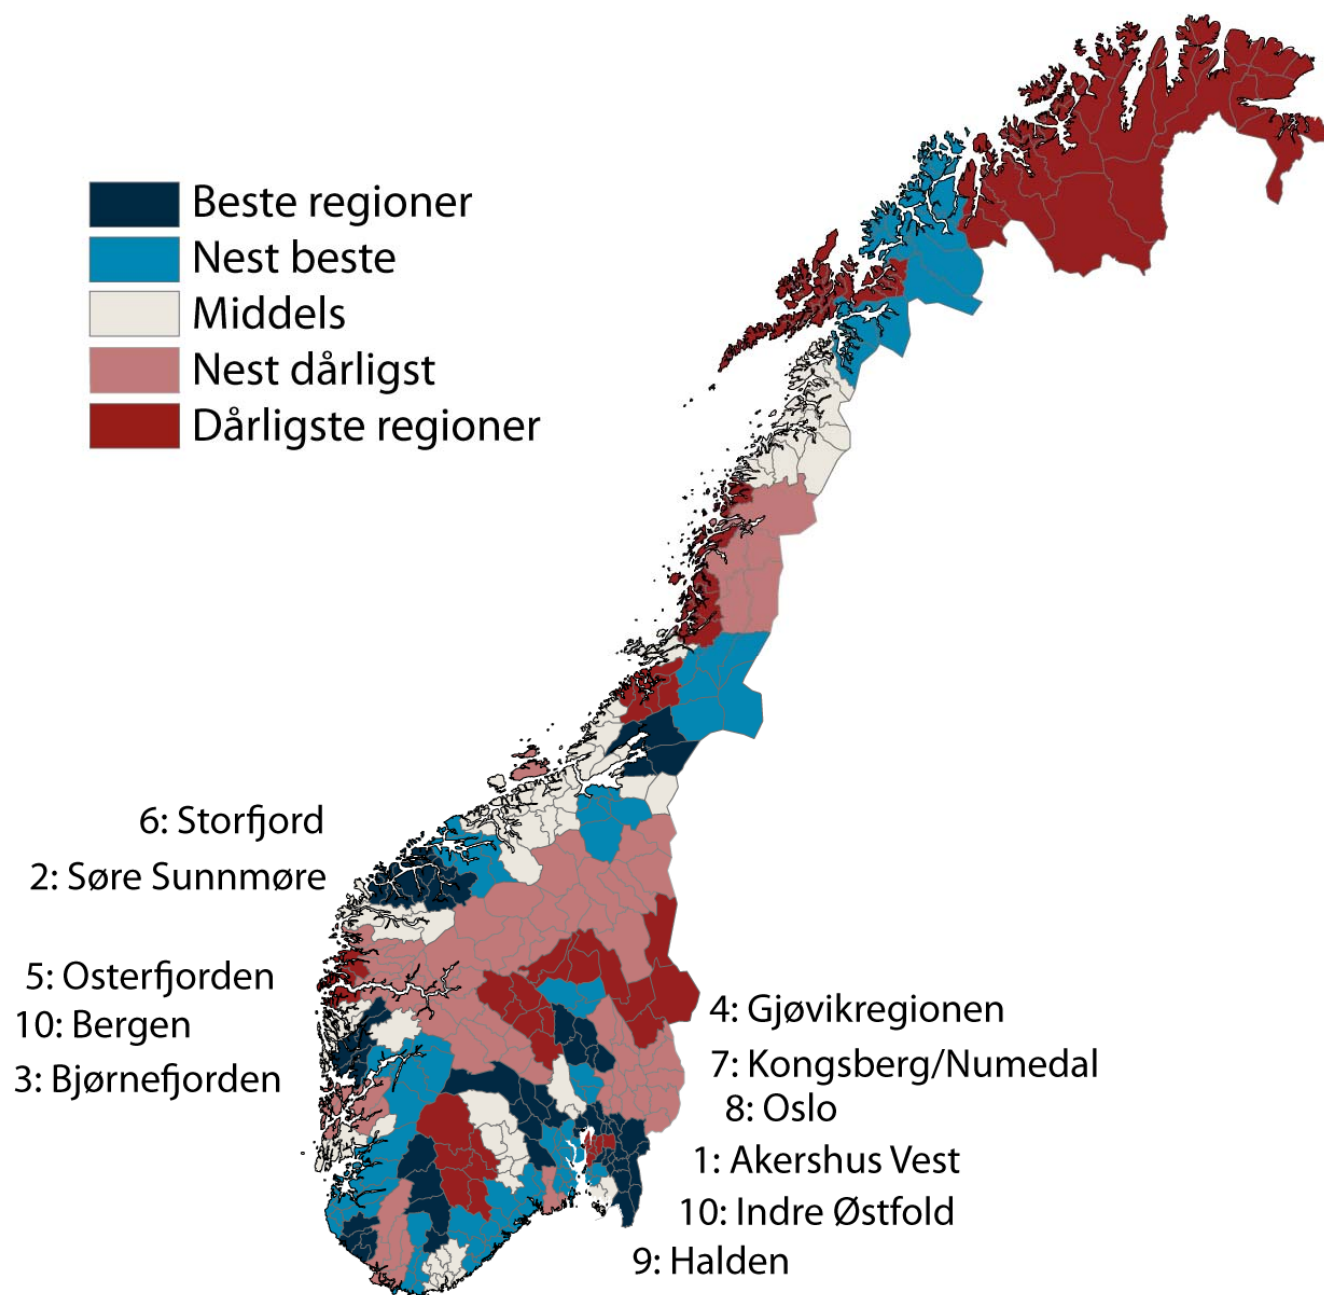 Beste regioner
Nest beste
Middels
Nest dårligst
Dårligste regioner
6: Storfjord
2: Søre Sunnmøre
5: Osterfjorden
10: Bergen
3: Bjørnefjorden
4: Gjøvikregionen
7: Kongsberg/Numedal
8: Oslo
1: Akershus Vest
10: Indre Østfold
9: Halden